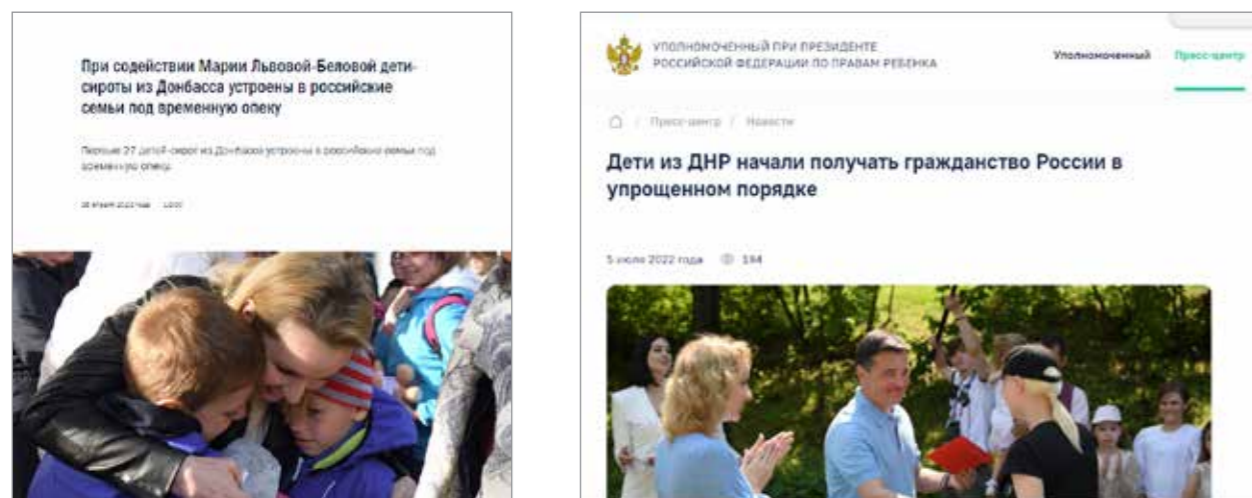 При содействии Марии Львовой-Беловой дети-
сироты из Донбасса устроены в российские
семьи под временную опеку
Первые 27 детей-сирот из Донбасса устроены в российские семьи под
временную опеку
УПОЛНОМОЧЕННЫЙ ПРИ ПРЕЗИДЕНТЕ
РОССИЙСКОЙ ФЕДЕРАЦИИ ПО ПРАВАМ РЕБЕНКА
Уполномоченный Пресс-центр
/ Пресс-центр / Новости
Дети из ДНР начали получать гражданство России в
упрощенном порядке
5 июля 2022 года 194